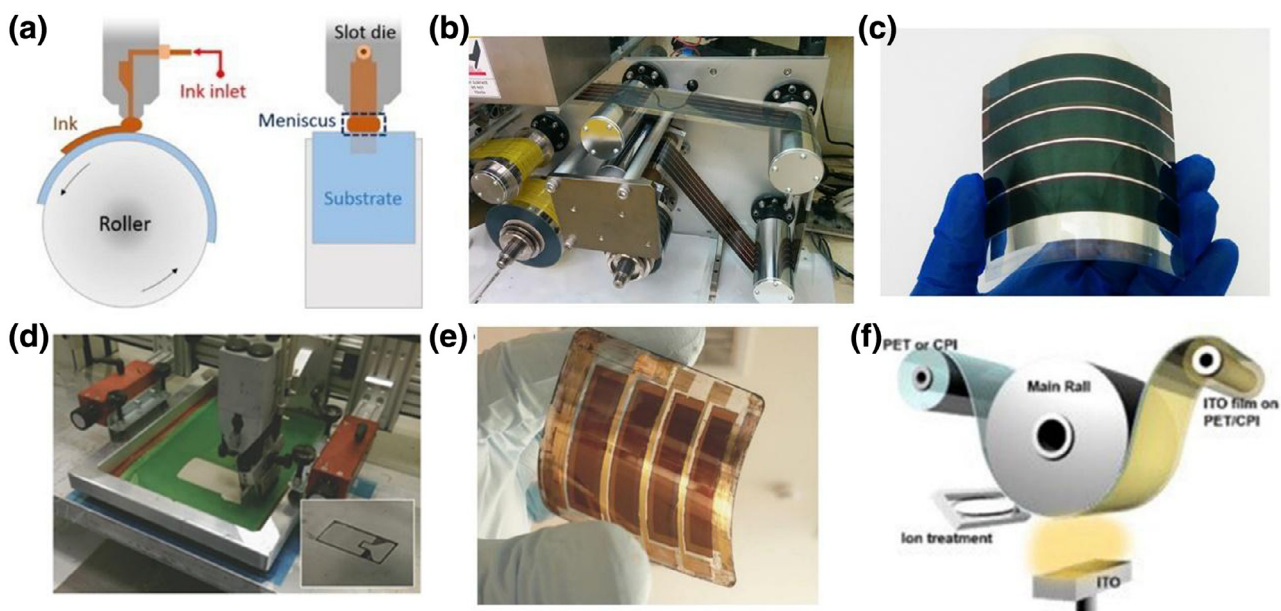 (a)
Slot die
Ink inlet
Ink
Meniscus
Roller
Substrate
(b)
(c)
(d)
(e)
(f)
PET or CPI
Main Rall
ITO film on
PET/CPI
Ion treatment
ITO